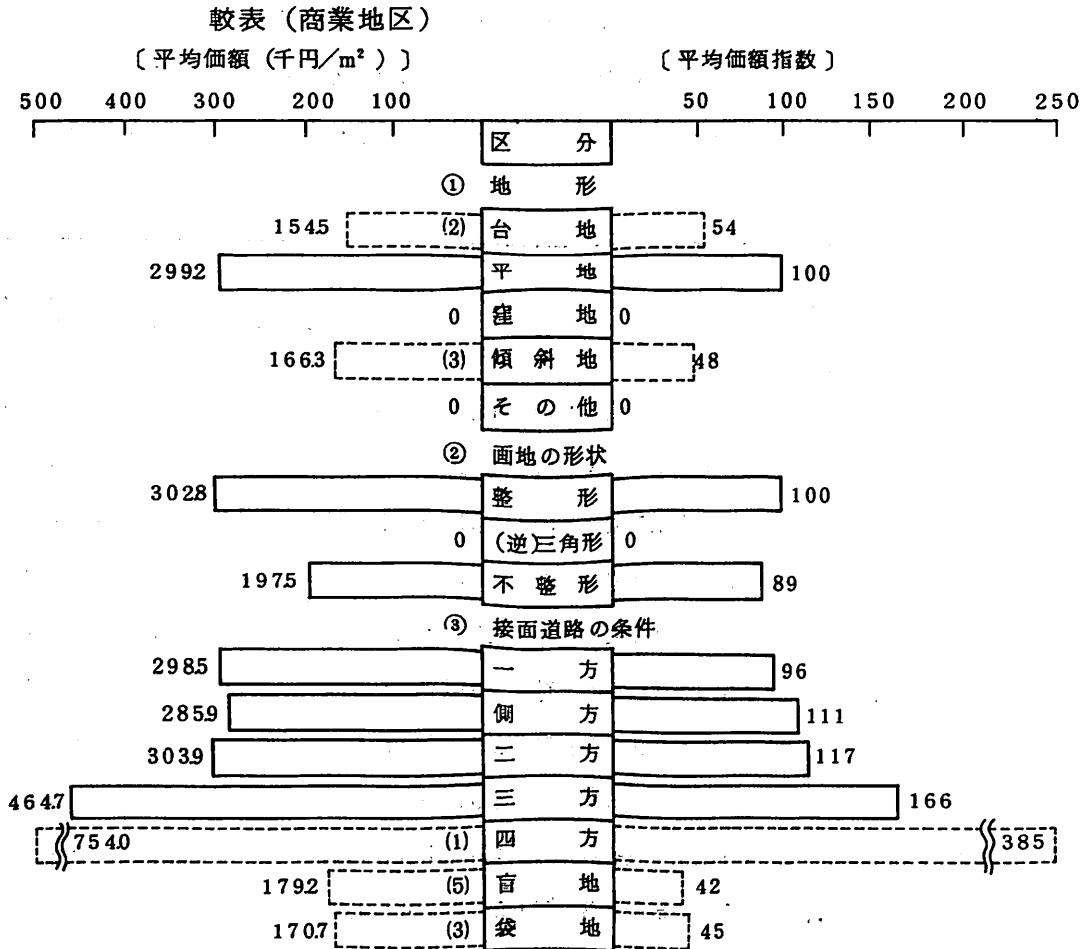 較表(商業地区)
〔平均価額(千円/m²)〕 〔平均価額指数〕
500 400 300 200 100 50 100 150 200 250
区分
① 地形
154.5 (2) 台地 54
299.2 平地 100
0 窪地 0
166.3 (3) 傾斜地 48
0 その他 0
② 画地の形状
302.8 整形 100
0 (逆)三角形 0
197.5 不整形 89
③ 接面道路の条件
298.5 一方 96
285.9 側方 111
303.9 二方 117
464.7 三方 166
754.0 (1) 四方 385
179.2 (5) 盲地 42
170.7 (3) 袋地 45